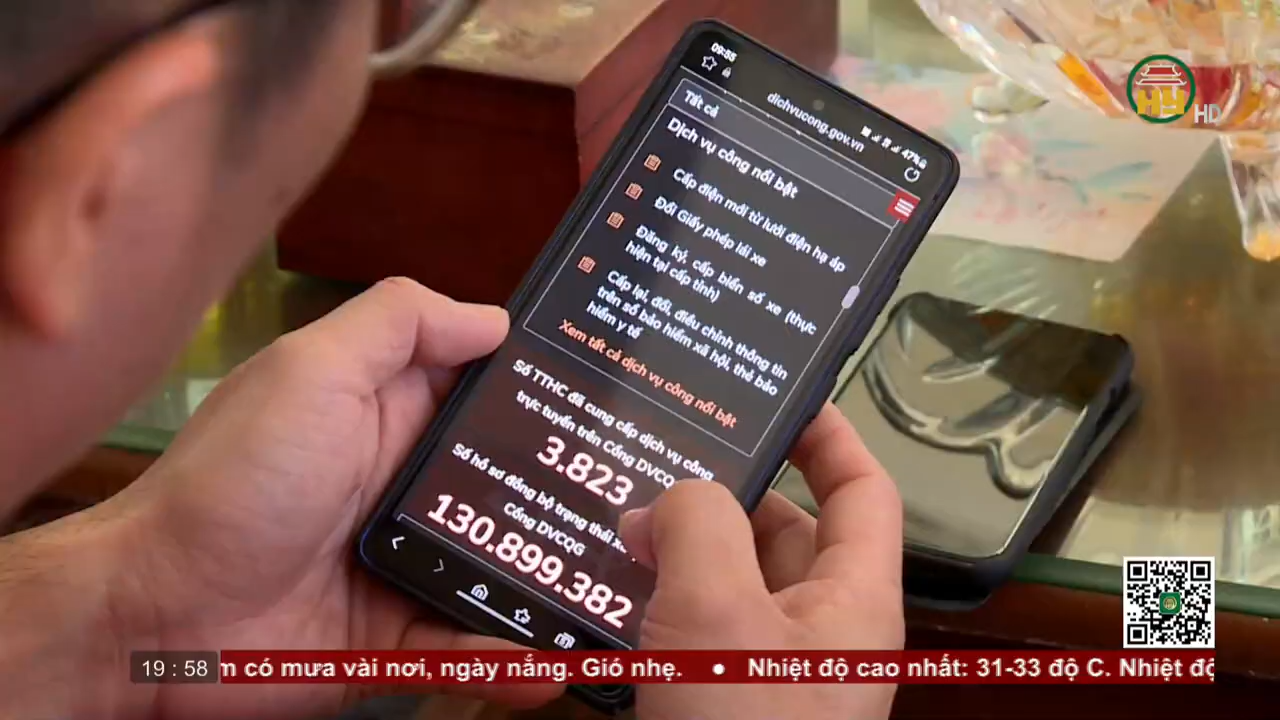 09:55
47%
dichvucong.gov.vn
Tất cả
Dịch vụ công nổi bật
Cấp điện mới từ lưới điện hạ áp
Đổi Giấy phép lái xe
Đăng ký, cấp biển số xe (thực
hiện tại cấp tỉnh)
Cấp lại, đổi, điều chỉnh thông tin
trên sổ bảo hiểm xã hội, thẻ bảo
hiểm y tế
Xem tất cả dịch vụ công nổi bật
Số TTHC đã cung cấp dịch vụ công
trực tuyến trên Cổng DVCQ
3.823
Số hồ sơ đồng bộ trạng thái
Cổng DVCQG
130.899.382
HY
HD
19 : 58
có mưa vài nơi, ngày nắng. Gió nhẹ. • Nhiệt độ cao nhất: 31-33 độ C. Nhiệt